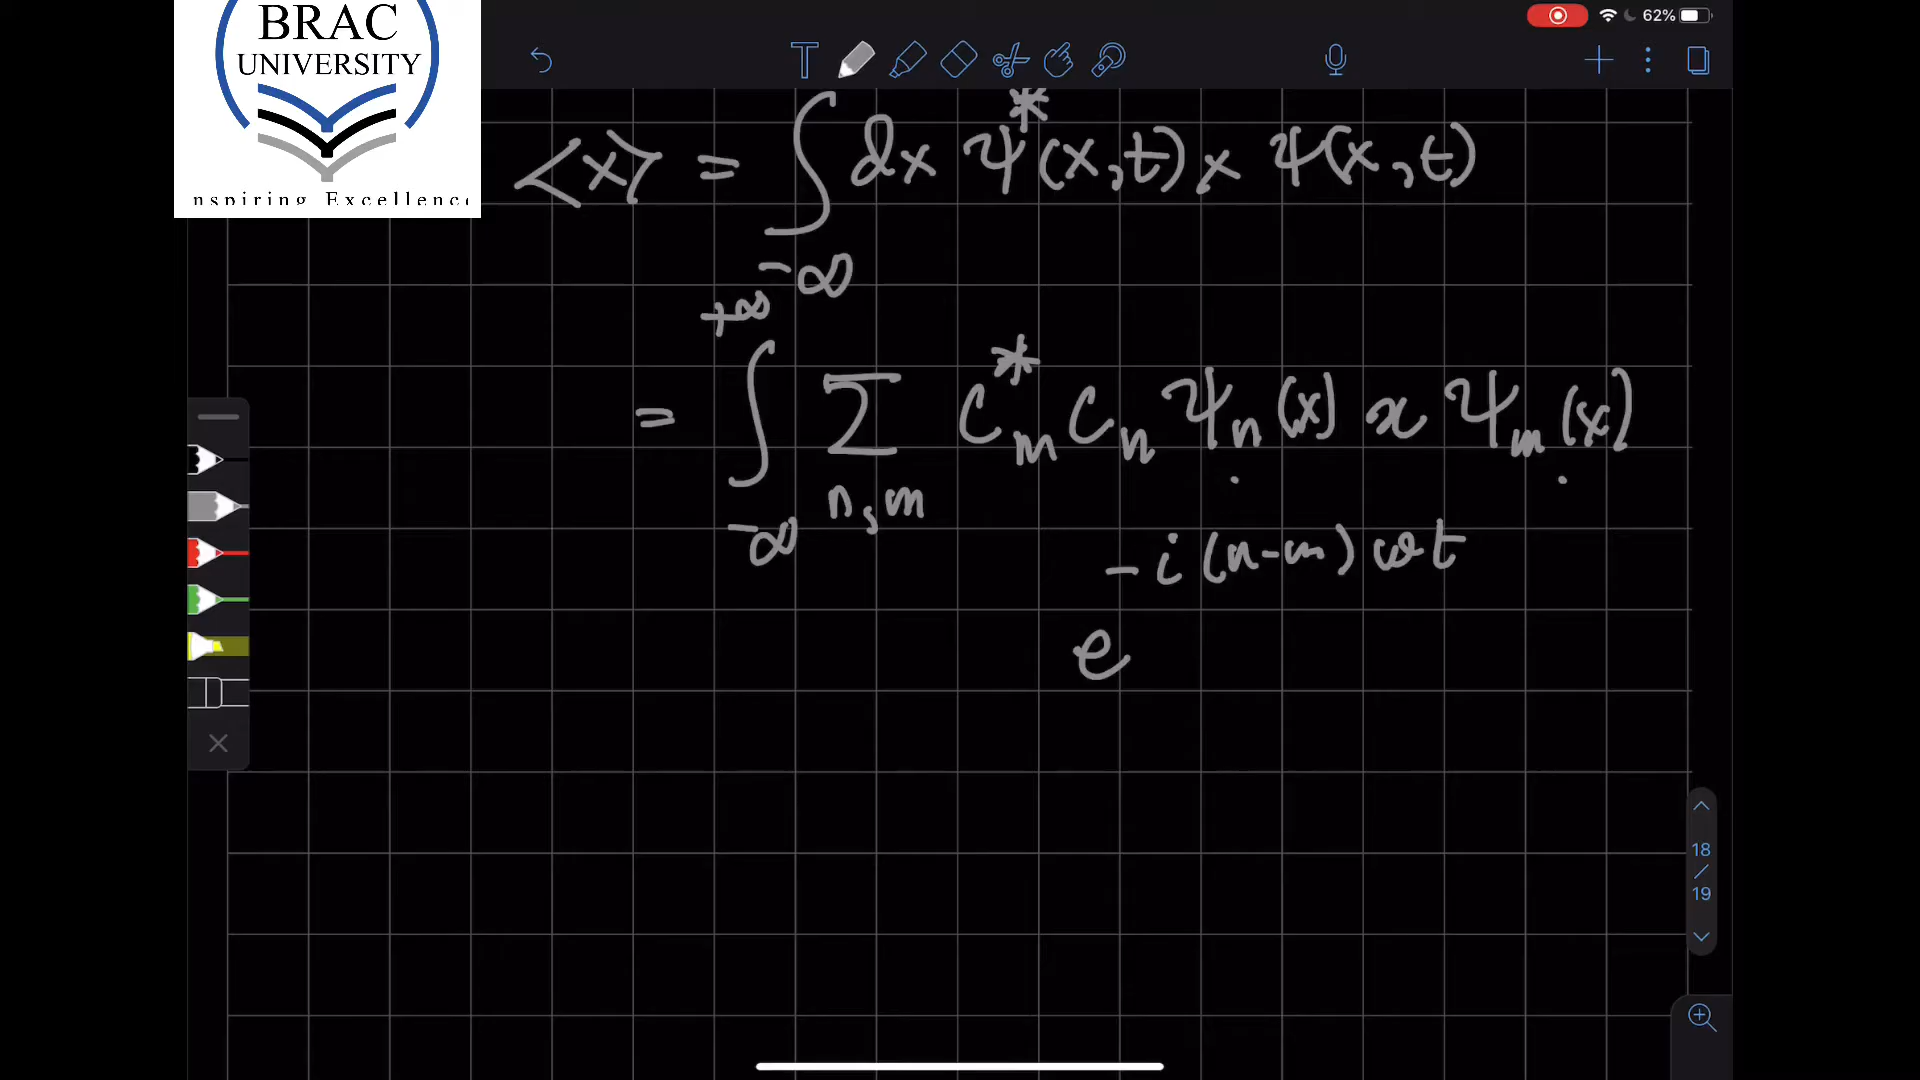 BRAC
UNIVERSITY
nspiring Excellenc
62%
T
<x> = ∫ dx ψ*(x,t) x ψ(x,t)
-∞
+∞
= ∫ Σ C*m Cn ψn(x) x ψm(x)
-∞ n,m
-i(n-m)ωt
e
18
/
19